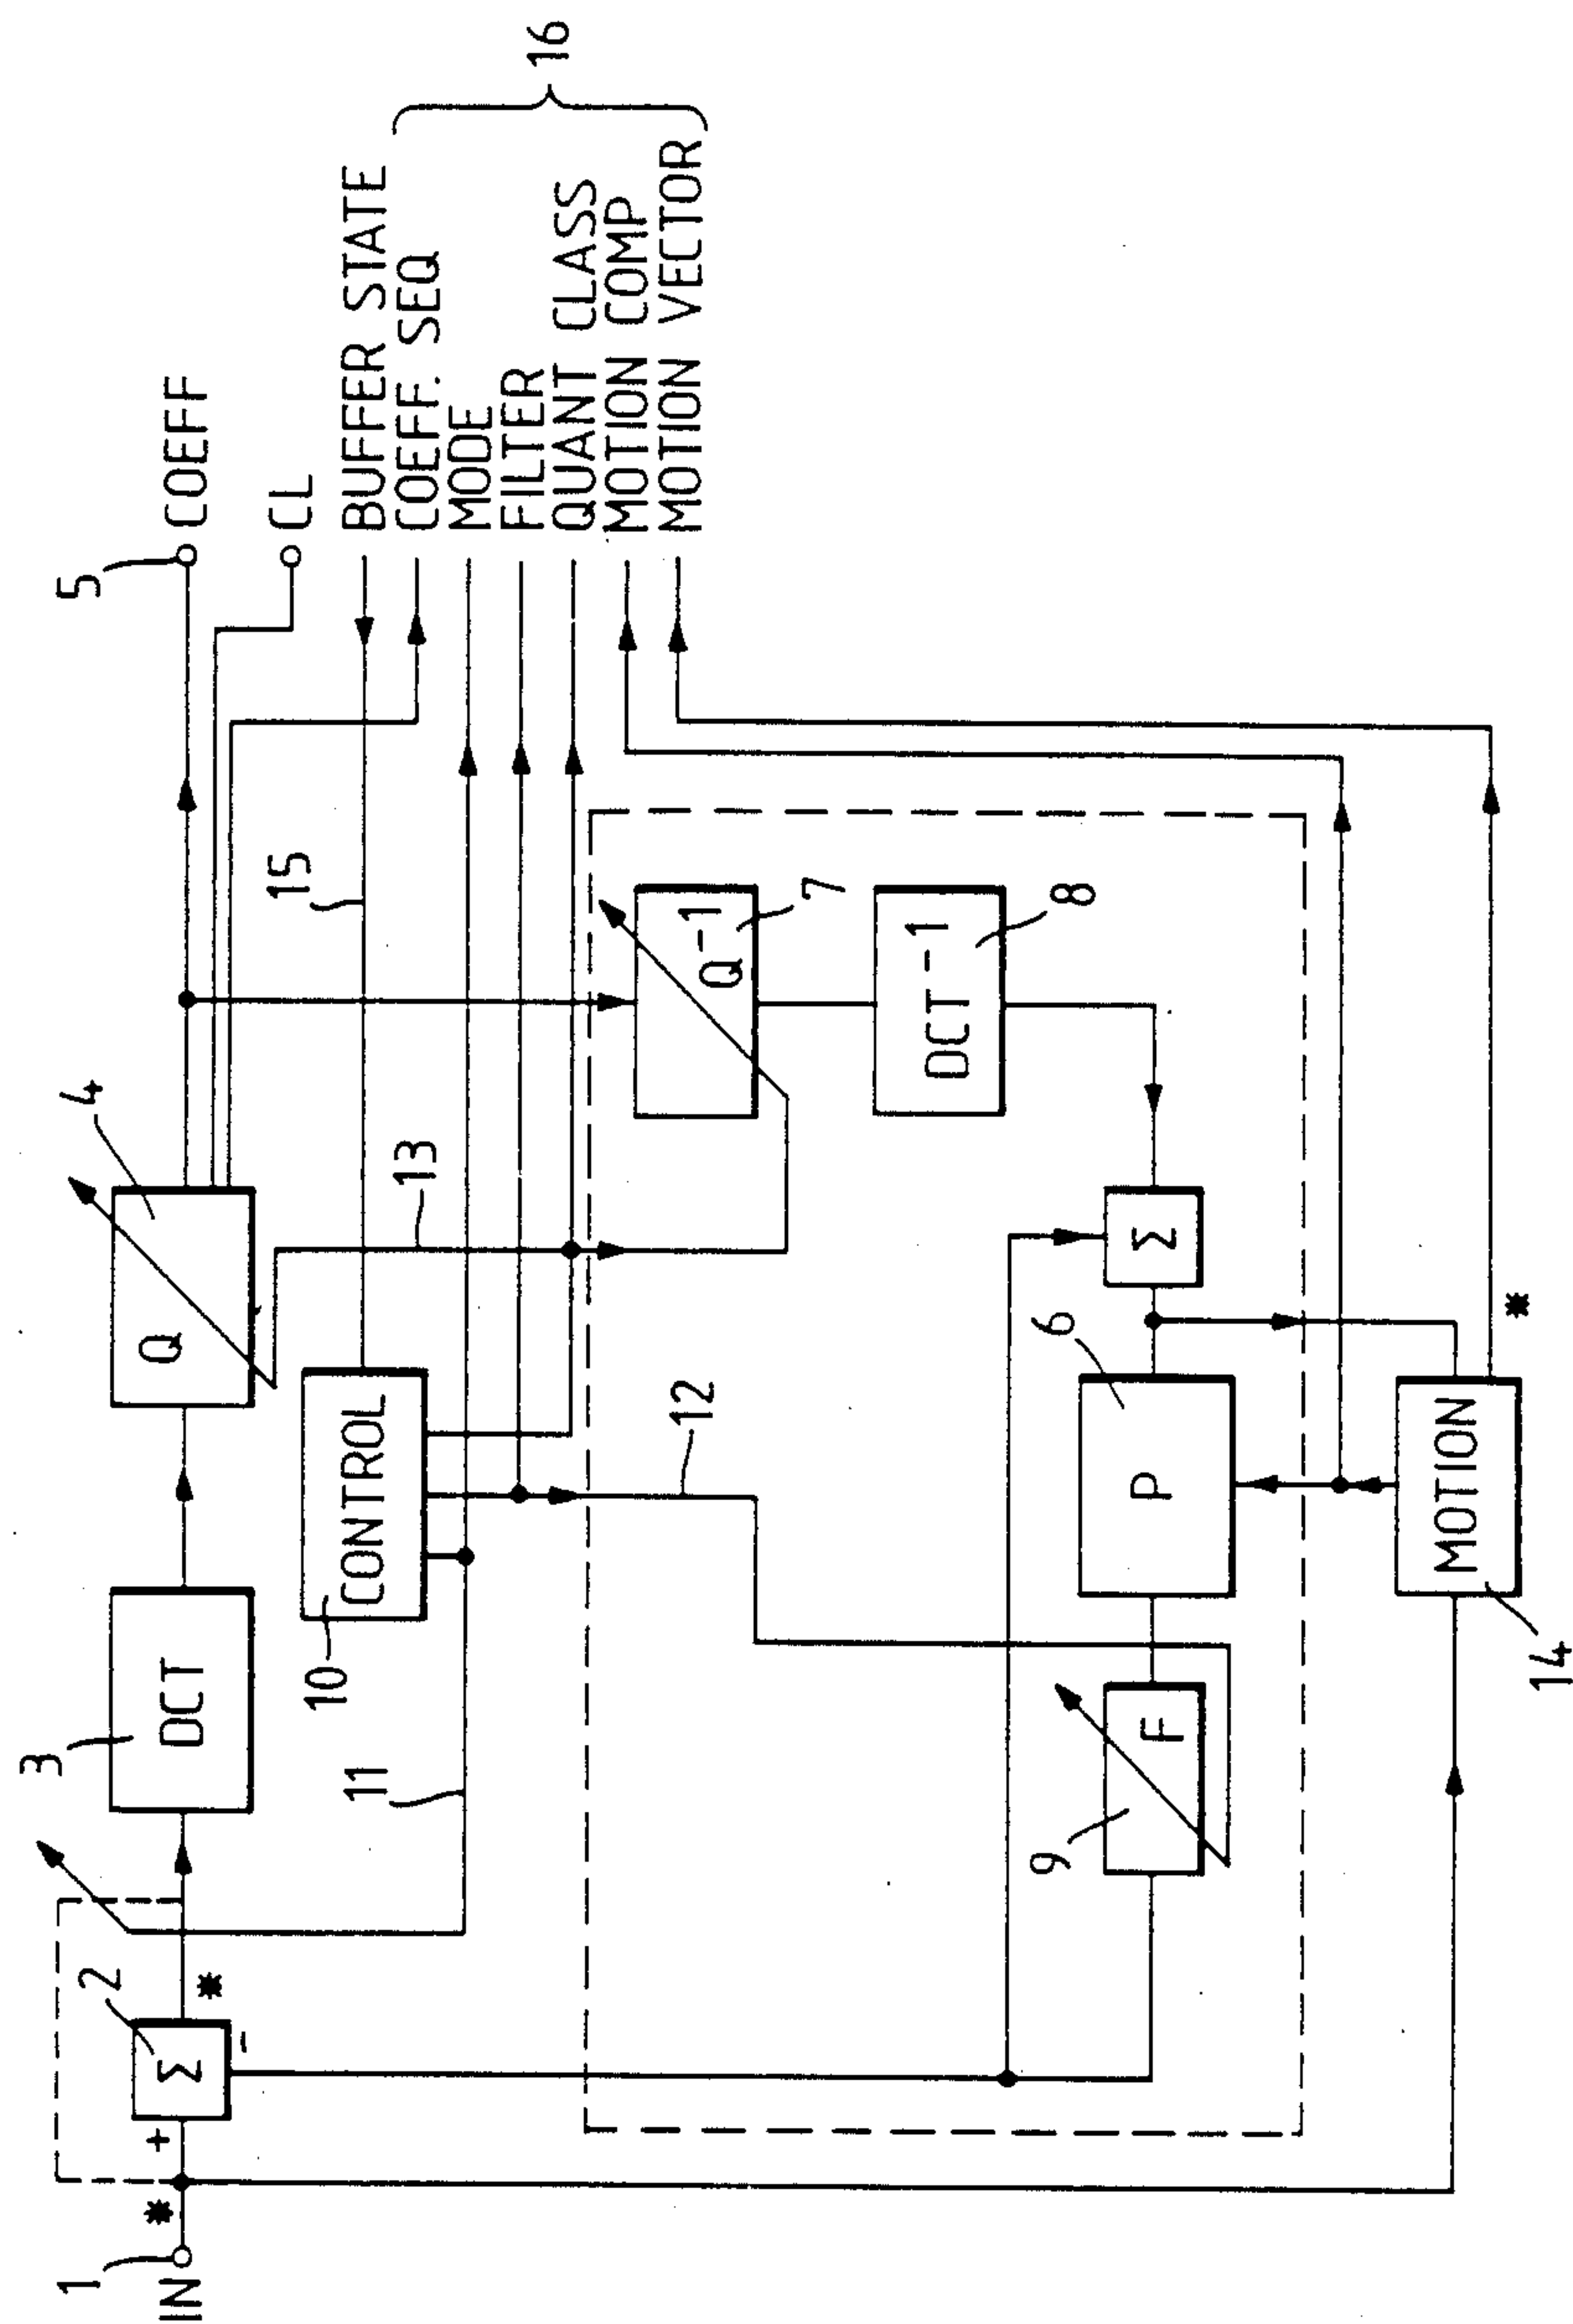 1
IN
*
+
2
Σ
-
*
3
DCT
4
Q
5
COEFF
CL
BUFFER STATE
COEFF. SEQ
MODE
FILTER
QUANT CLASS
MOTION COMP
MOTION VECTOR
16
10
CONTROL
11
12
13
15
Q⁻¹
7
DCT⁻¹
8
Σ
6
P
9
F
14
MOTION
*